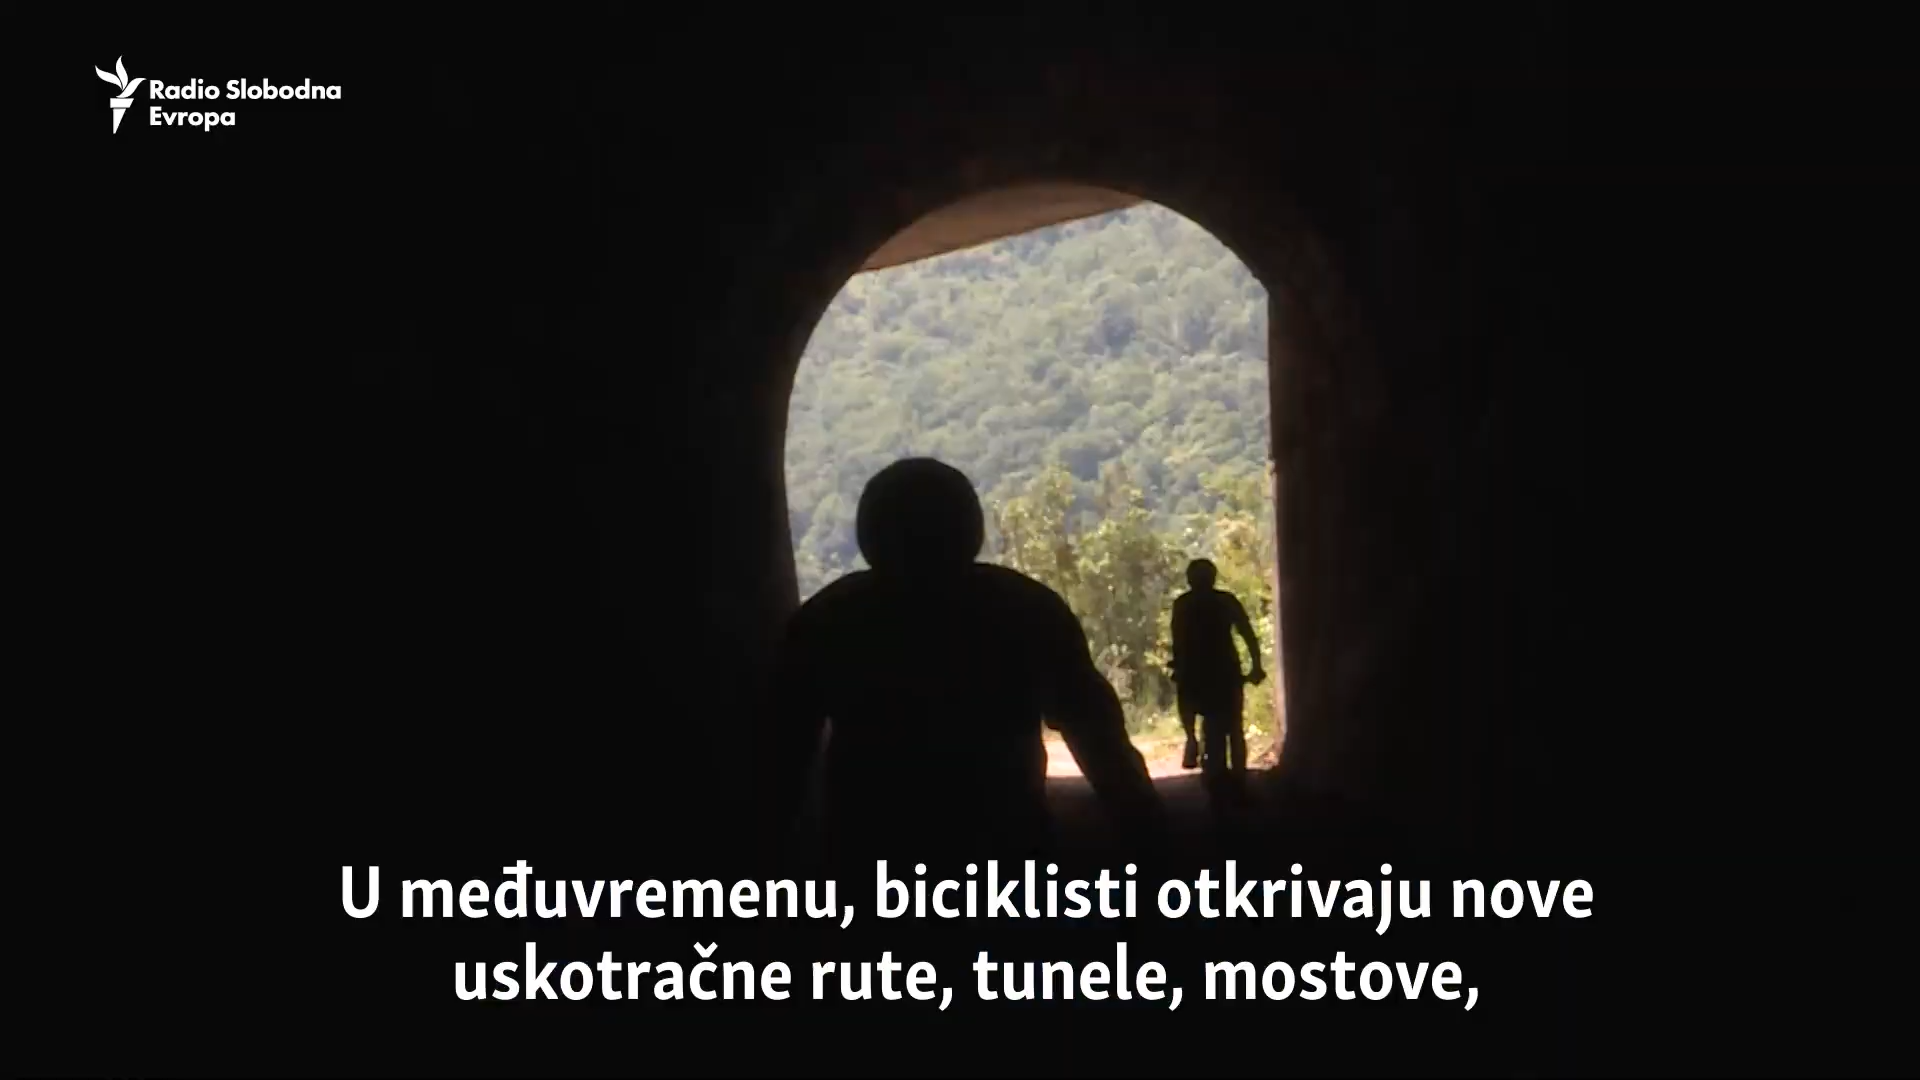 Radio Slobodna
Evropa
U međuvremenu, biciklisti otkrivaju nove
uskotračne rute, tunele, mostove,